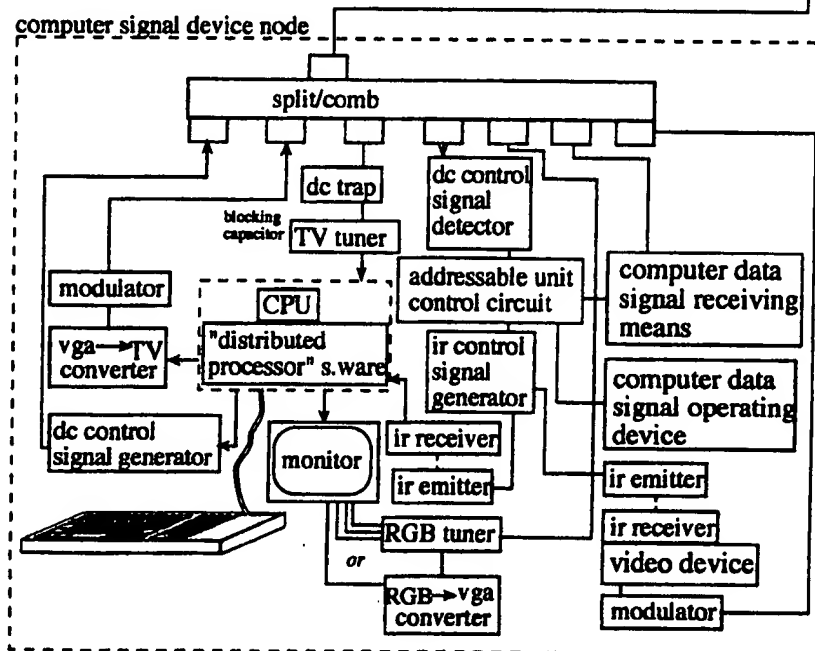 computer signal device node
split/comb
dc trap
blocking
capacitor
TV tuner
dc control
signal
detector
modulator
CPU
addressable unit
control circuit
computer data
signal receiving
means
vga→TV
converter
"distributed
processor" s.ware
ir control
signal
generator
computer data
signal operating
device
dc control
signal generator
monitor
ir receiver
ir emitter
ir emitter
ir receiver
video device
modulator
RGB tuner
or
RGB→vga
converter